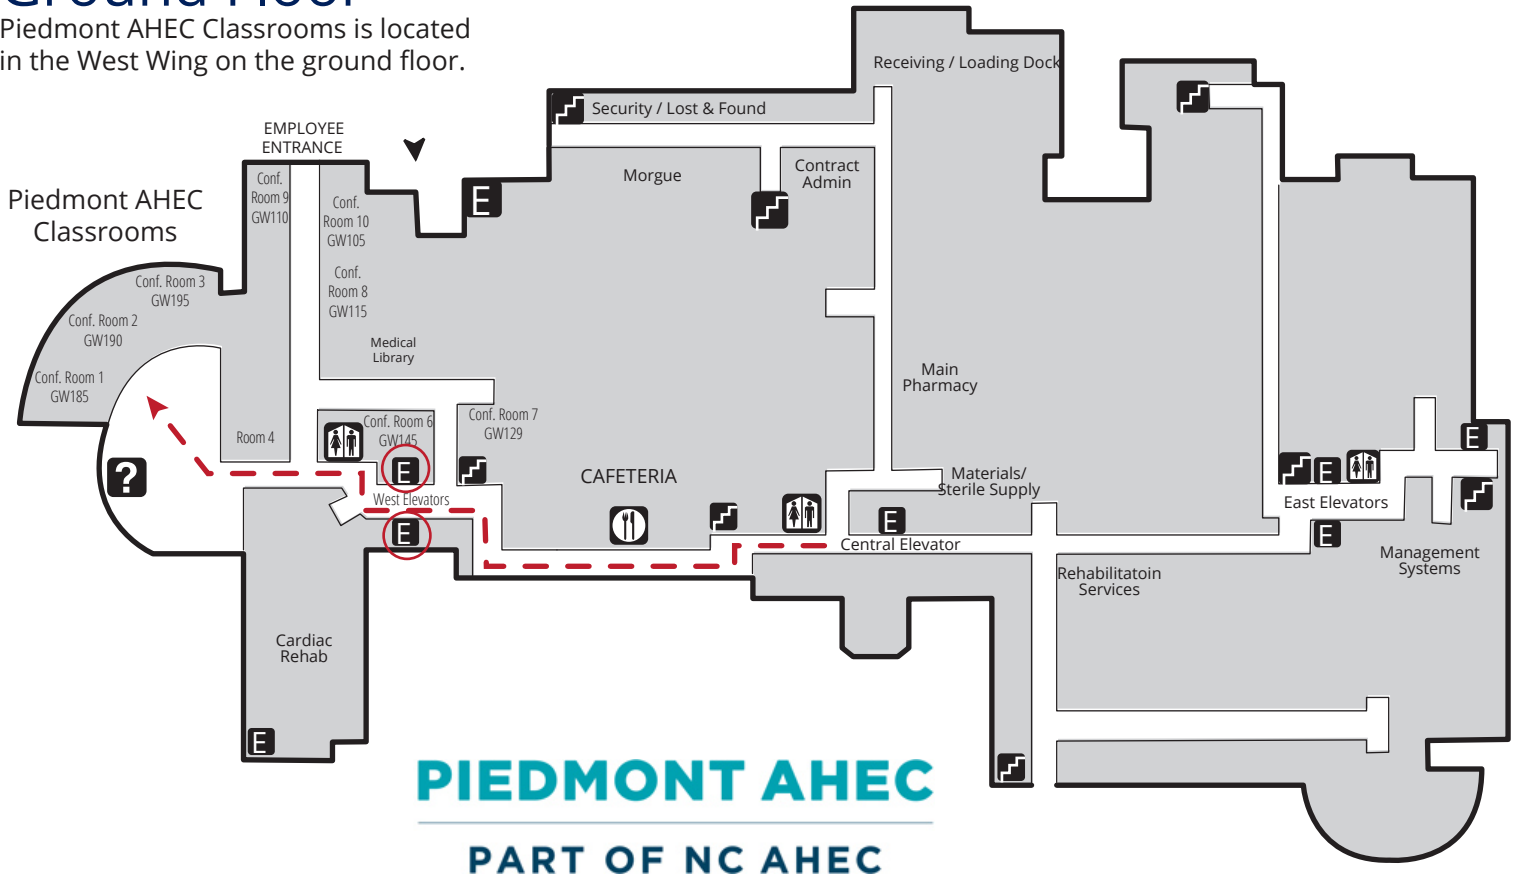 Ground Floor
Piedmont AHEC Classrooms is located
in the West Wing on the ground floor.
Receiving / Loading Dock
Security / Lost & Found
EMPLOYEE
ENTRANCE
Morgue
Contract
Admin
Piedmont AHEC
Classrooms
Conf.
Room 9
GW110
Conf.
Room 10
GW105
E
Conf. Room 3
GW195
Conf.
Room 8
GW115
Conf. Room 2
GW190
Medical
Library
Conf. Room 1
GW185
Main
Pharmacy
Room 4
Conf. Room 6
GW145
Conf. Room 7
GW129
E
?
E
CAFETERIA
Materials/
Sterile Supply
E
West Elevators
East Elevators
E
E
E
Central Elevator
Management
Systems
Rehabilitatoin
Services
Cardiac
Rehab
E
PIEDMONT AHEC
PART OF NC AHEC